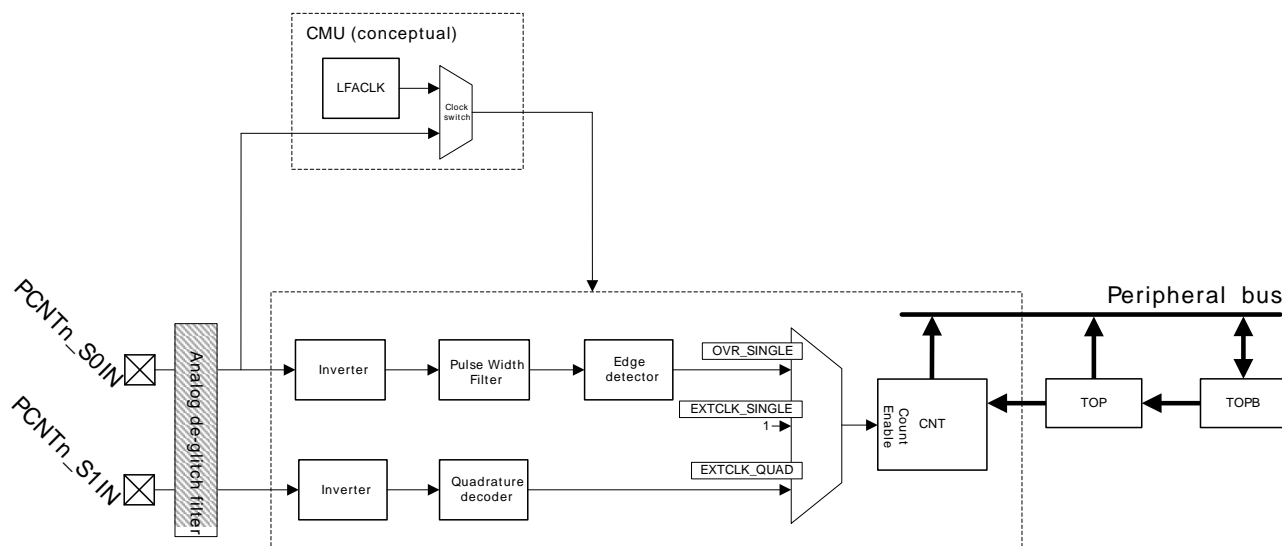 CMU (conceptual)
LFACLK
Clock
switch
PCNTn_S0IN
PCNTn_S1IN
Analog de-glitch filter
Inverter
Pulse Width
Filter
Edge
detector
OVR_SINGLE
EXTCLK_SINGLE
1
EXTCLK_QUAD
Inverter
Quadrature
decoder
Count
Enable
CNT
Peripheral bus
TOP
TOPB